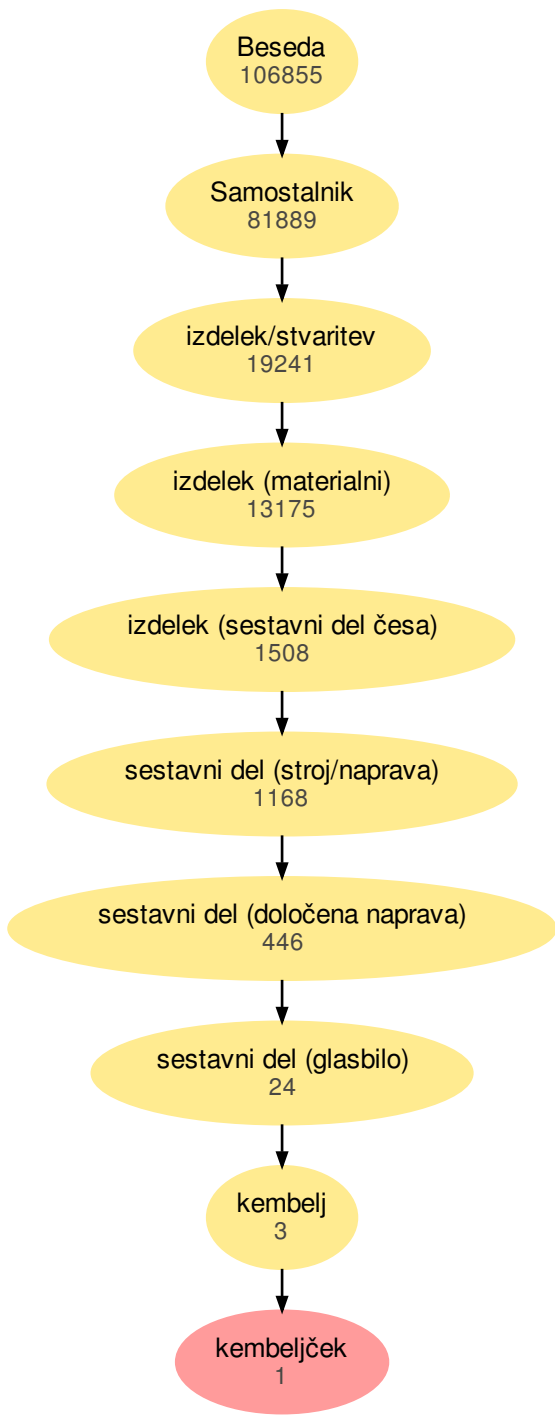 Beseda
106855
Samostalnik
81889
izdelek/stvaritev
19241
izdelek (materialni)
13175
izdelek (sestavni del česa)
1508
sestavni del (stroj/naprava)
1168
sestavni del (določena naprava)
446
sestavni del (glasbilo)
24
kembelj
3
kembeljček
1